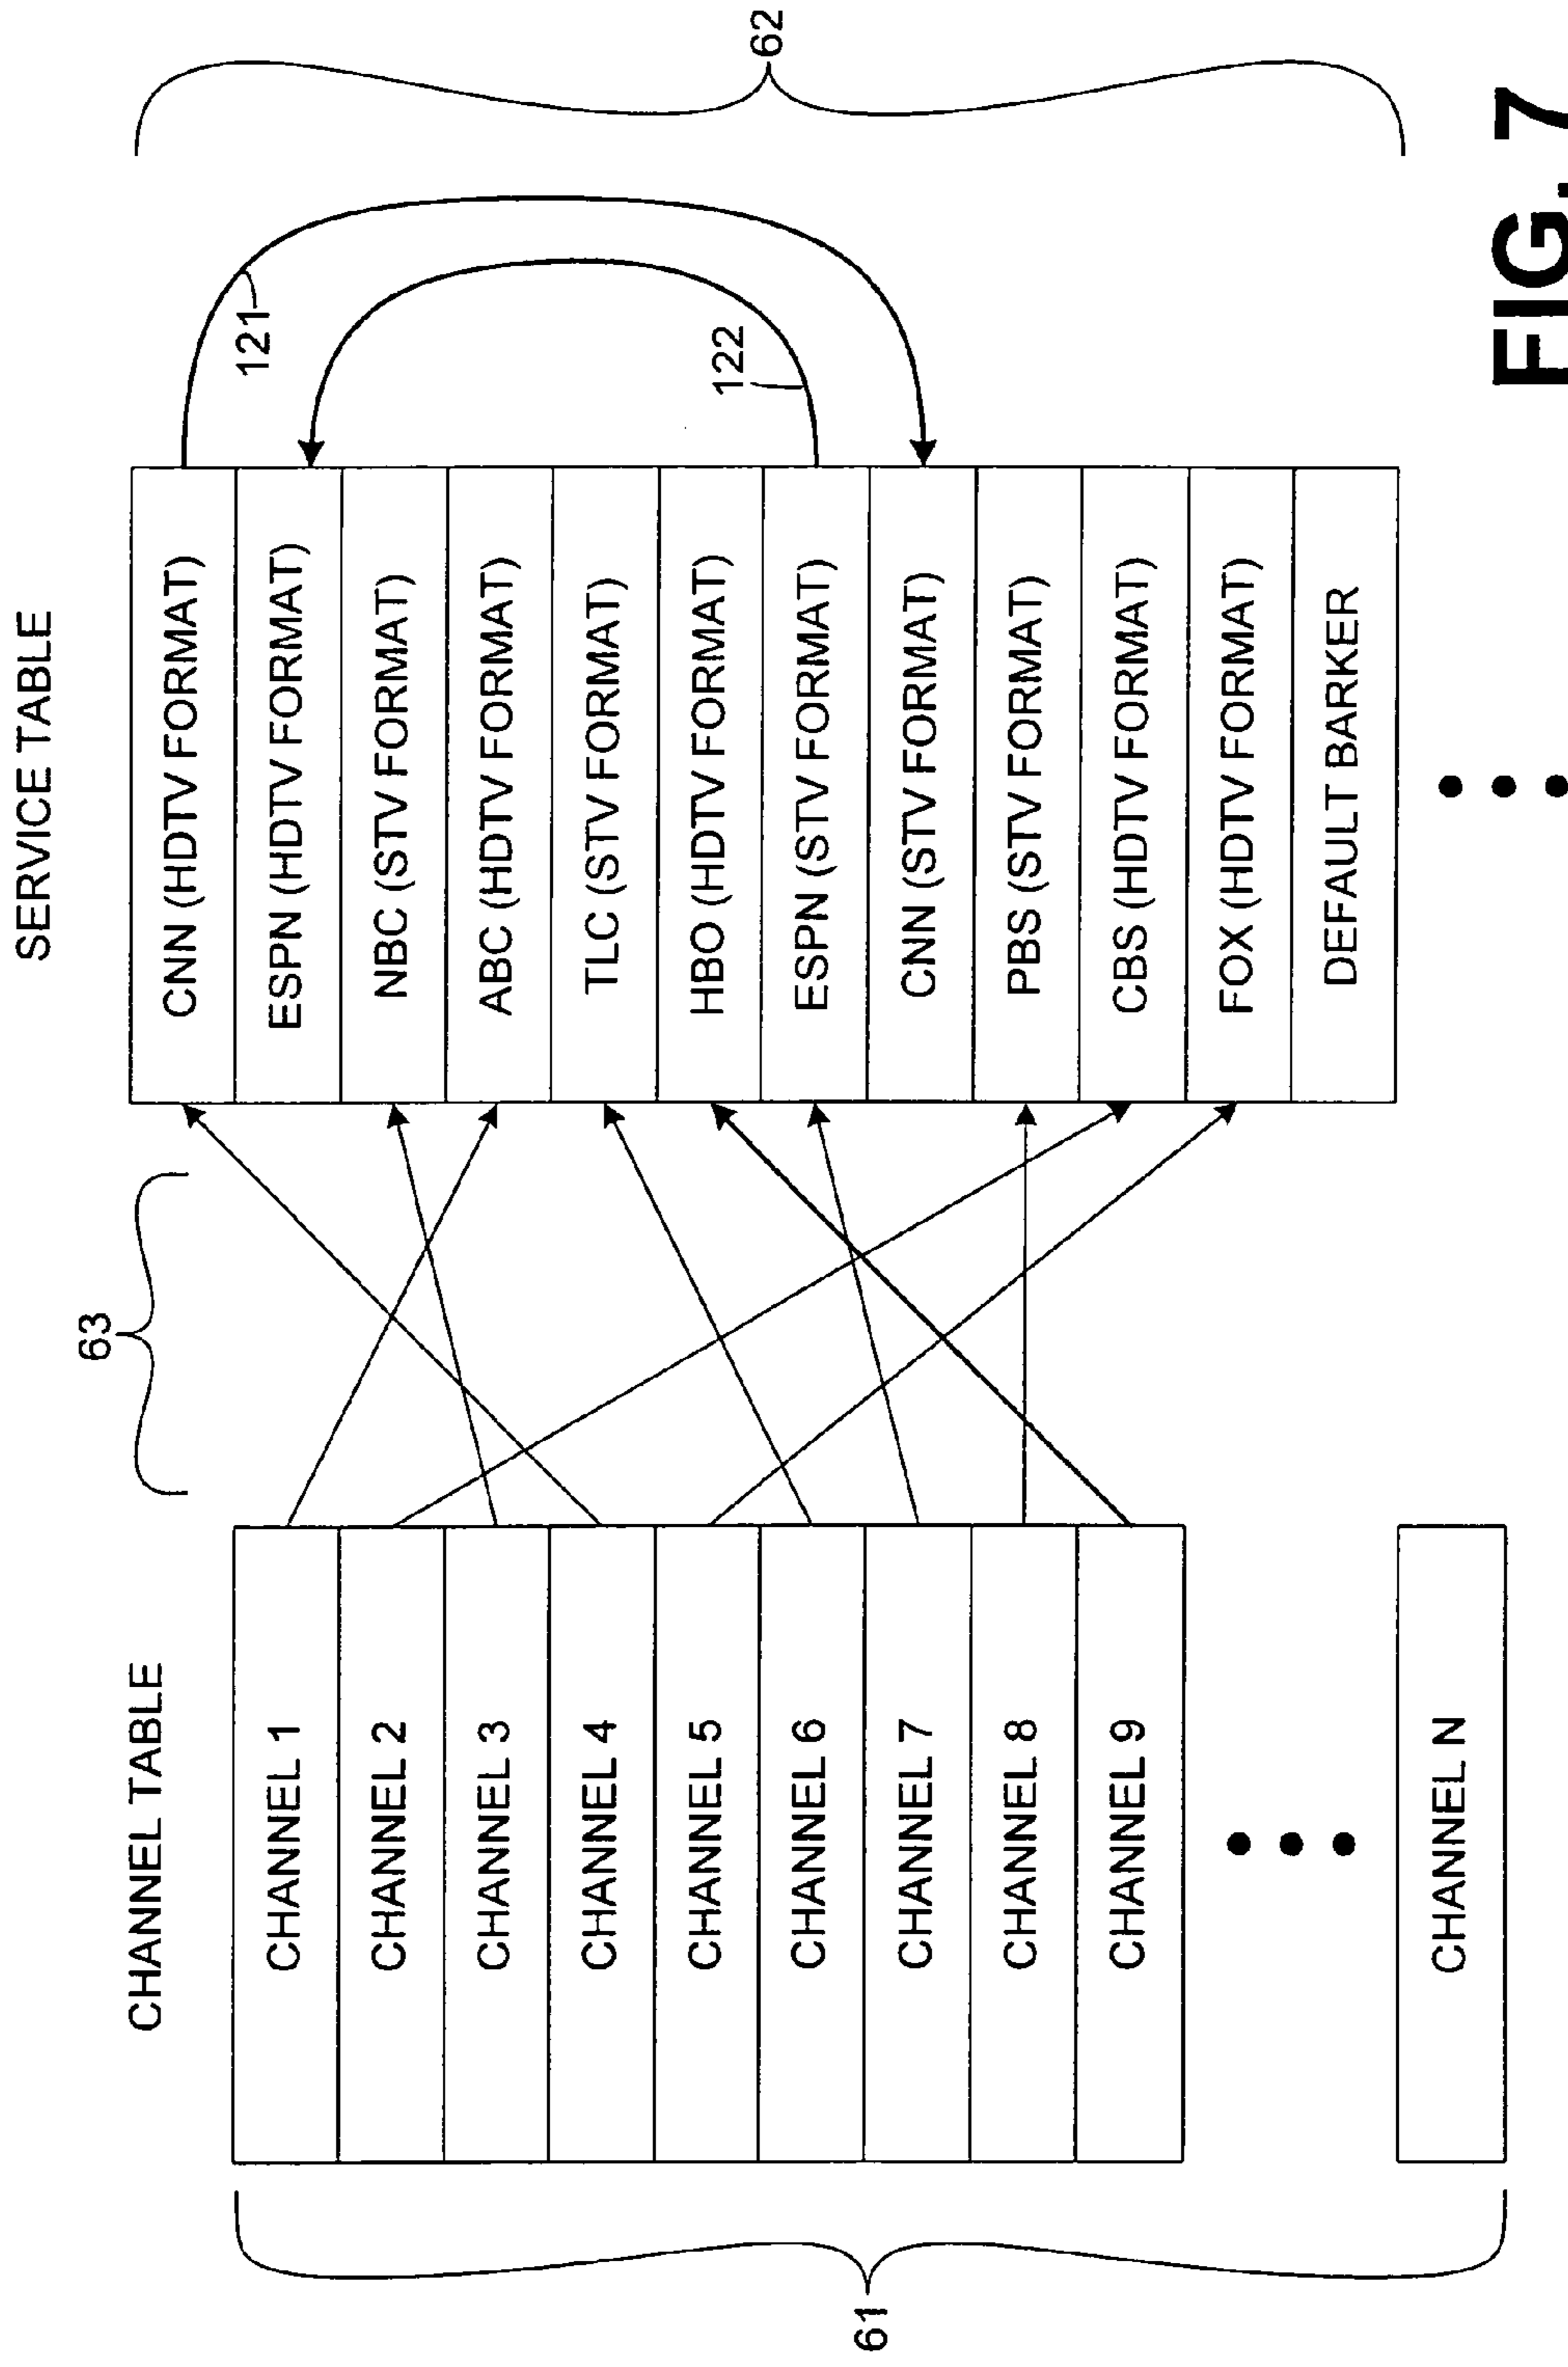 SERVICE TABLE
CHANNEL TABLE
63
CHANNEL 1
CHANNEL 2
CHANNEL 3
CHANNEL 4
CHANNEL 5
CHANNEL 6
CHANNEL 7
CHANNEL 8
CHANNEL 9
CHANNEL N
61
CNN (HDTV FORMAT)
ESPN (HDTV FORMAT)
NBC (STV FORMAT)
ABC (HDTV FORMAT)
TLC (STV FORMAT)
HBO (HDTV FORMAT)
ESPN (STV FORMAT)
CNN (STV FORMAT)
PBS (STV FORMAT)
CBS (HDTV FORMAT)
FOX (HDTV FORMAT)
DEFAULT BARKER
121
122
62
FIG. 7